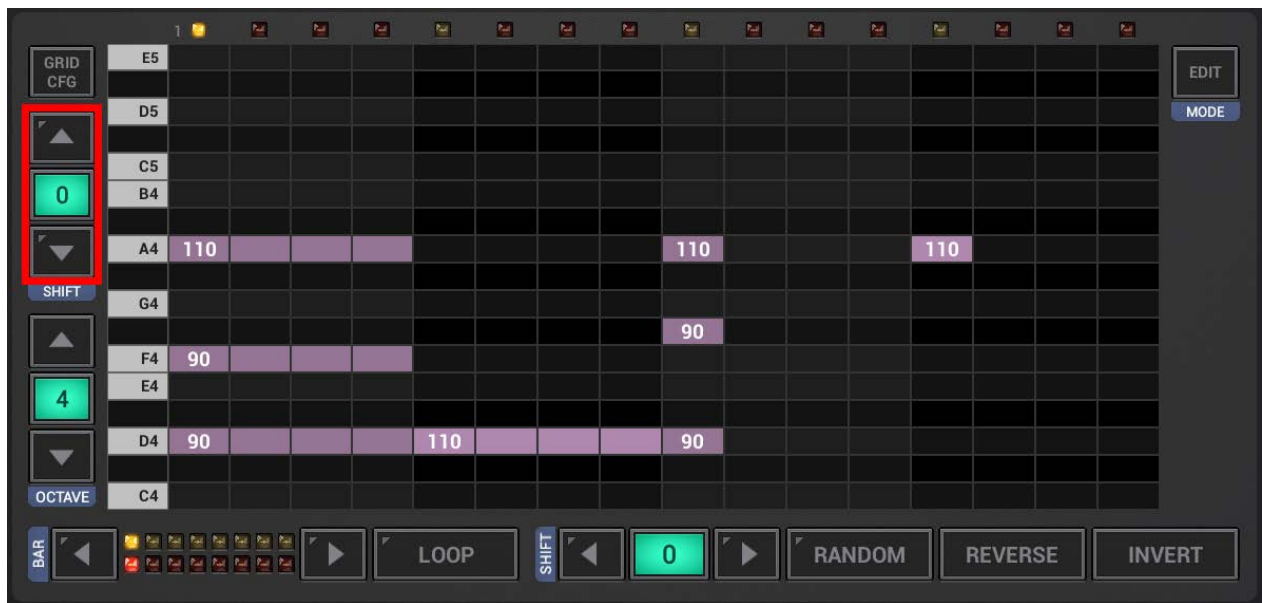 1
GRID
CFG
E5
EDIT
MODE
D5
C5
0
B4
A4 110 110 110
SHIFT
G4
90
F4 90
4
E4
D4 90 110 90
OCTAVE
C4
BAR
LOOP
SHIFT
0
RANDOM
REVERSE
INVERT